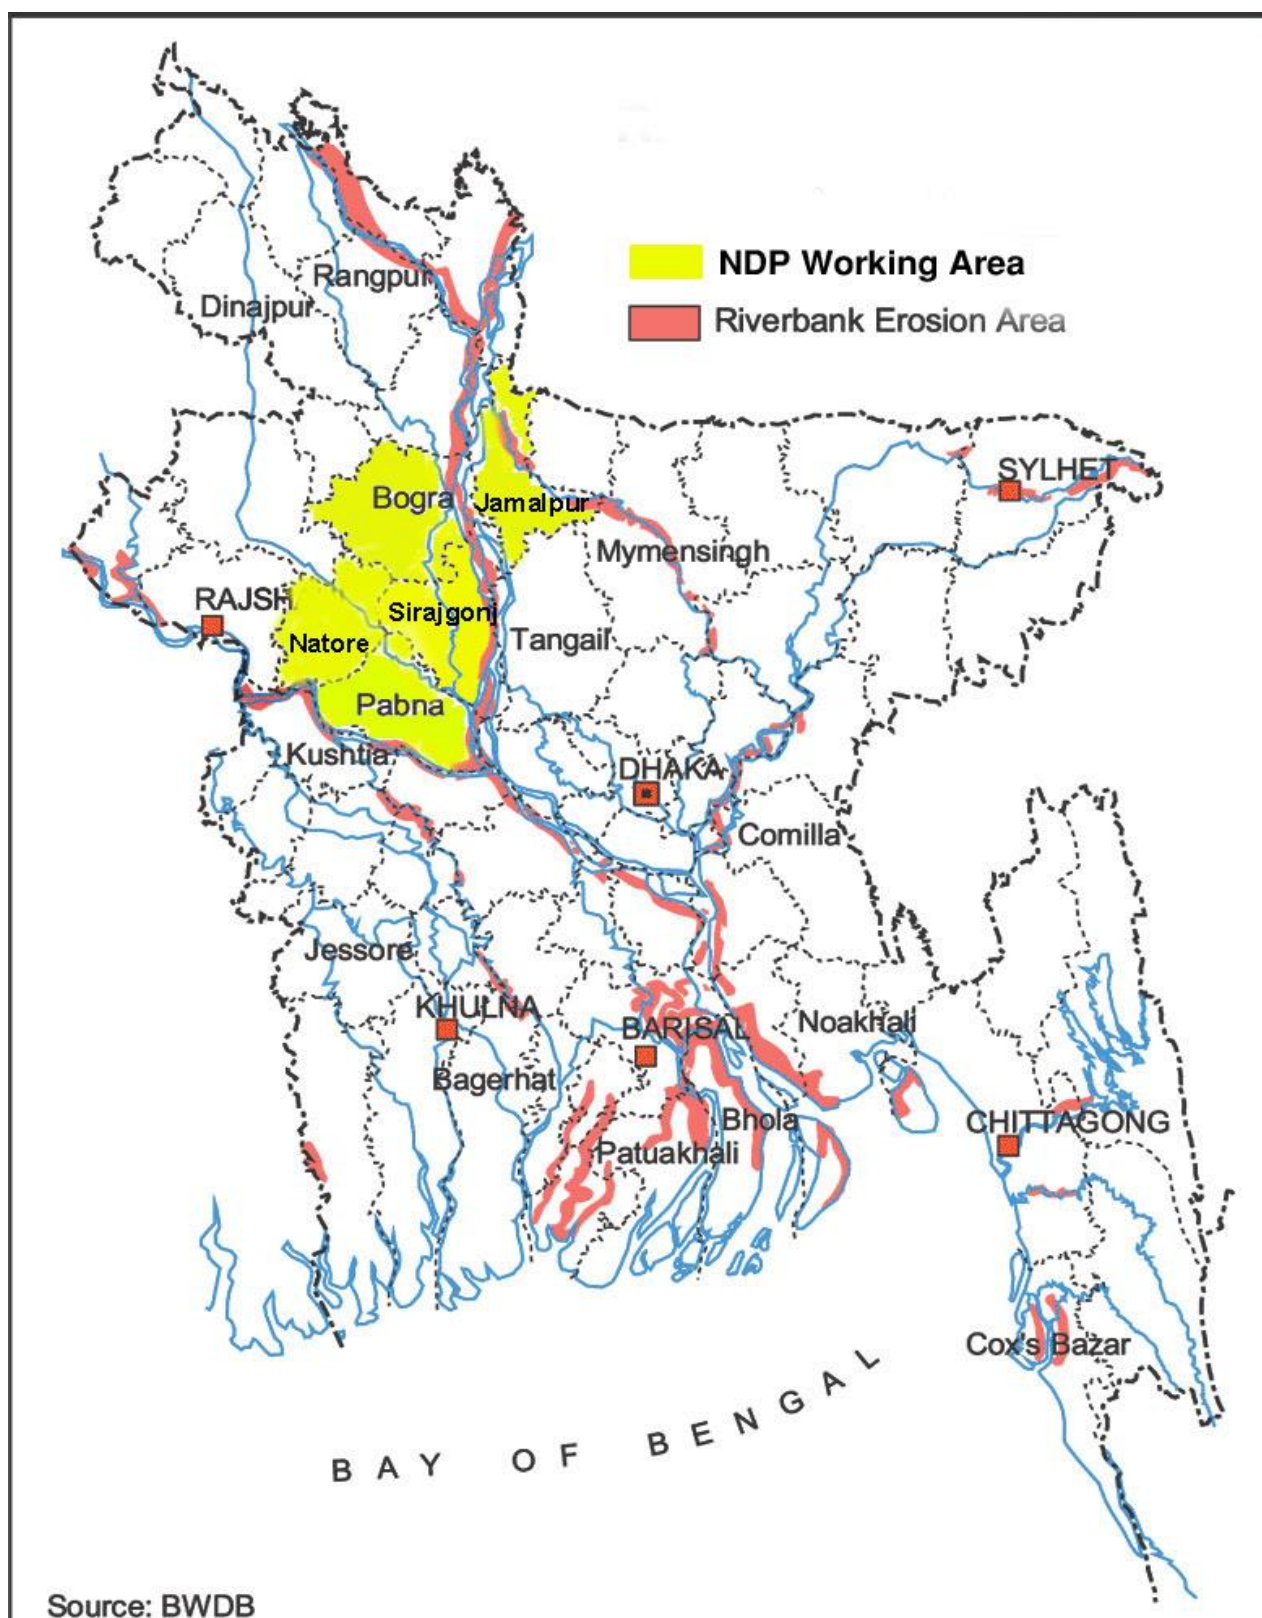 NDP Working Area
Rangpur
Dinajpur
Riverbank Erosion Area
SYLHET
Bogra
Jamalpur
Mymensingh
RAJSH
Sirajgonj
Natore
Tangail
Pabna
Kushtia
DHAKA
Comilla
Jessore
KHULNA
BARISAL
Noakhali
Bagerhat
Bhola
CHITTAGONG
Patuakhali
Cox's Bazar
BAY OF BENGAL
Source: BWDB